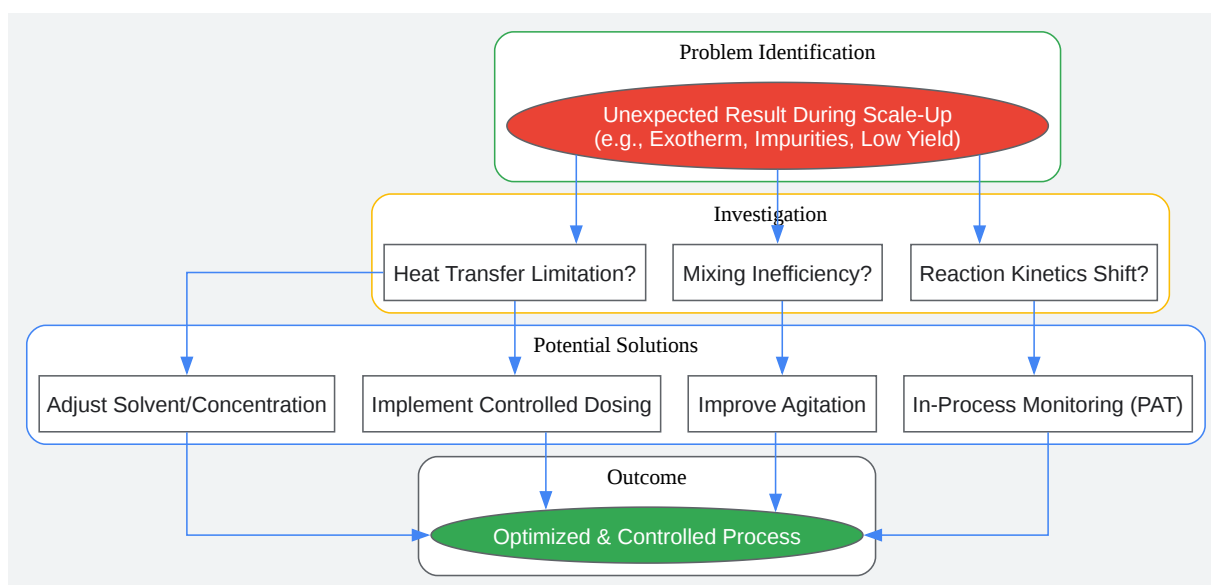 Problem Identification
Unexpected Result During Scale-Up
(e.g., Exotherm, Impurities, Low Yield)
Investigation
Heat Transfer Limitation?
Mixing Inefficiency?
Reaction Kinetics Shift?
Potential Solutions
Adjust Solvent/Concentration
Implement Controlled Dosing
Improve Agitation
In-Process Monitoring (PAT)
Outcome
Optimized & Controlled Process